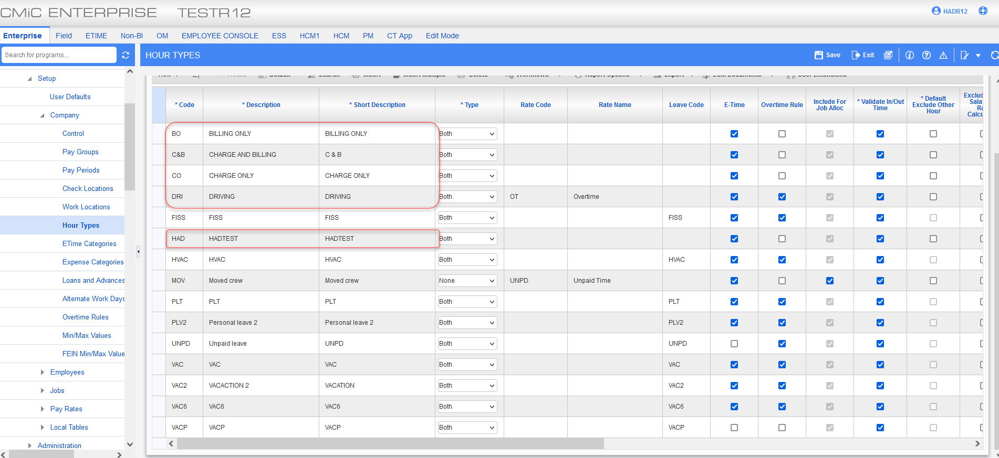 CMiC ENTERPRISE TESTR12 HADR12
Enterprise Field ETIME Non-BI OM EMPLOYEE CONSOLE ESS HCM1 HCM PM CT App Edit Mode
Search for programs... HOUR TYPES Save Exit
Setup
User Defaults
Company
Control
Pay Groups
Pay Periods
Check Locations
Work Locations
Hour Types
ETime Categories
Expense Categories
Loans and Advances
Alternate Work Days
Overtime Rules
Min/Max Values
FEIN Min/Max Value
Employees
Jobs
Pay Rates
Local Tables
Administration
* Code * Description * Short Description * Type Rate Code Rate Name Leave Code E-Time Overtime Rule Include For Job Alloc * Validate In/Out Time * Default Exclude Other Hour
BO BILLING ONLY BILLING ONLY Both
C&B CHARGE AND BILLING C & B Both
CO CHARGE ONLY CHARGE ONLY Both
DRI DRIVING DRIVING Both OT Overtime
FISS FISS FISS Both FISS
HAD HADTEST HADTEST Both
HVAC HVAC HVAC Both HVAC
MOV Moved crew Moved crew None UNPD Unpaid Time
PLT PLT PLT Both PLT
PLV2 Personal leave 2 Personal leave 2 Both PLV2
UNPD Unpaid leave UNPD Both UNPD
VAC VAC VAC Both VAC
VAC2 VACACTION 2 VACATION Both VAC2
VAC6 VAC6 VAC6 Both VAC6
VACP VACP VACP Both VACP